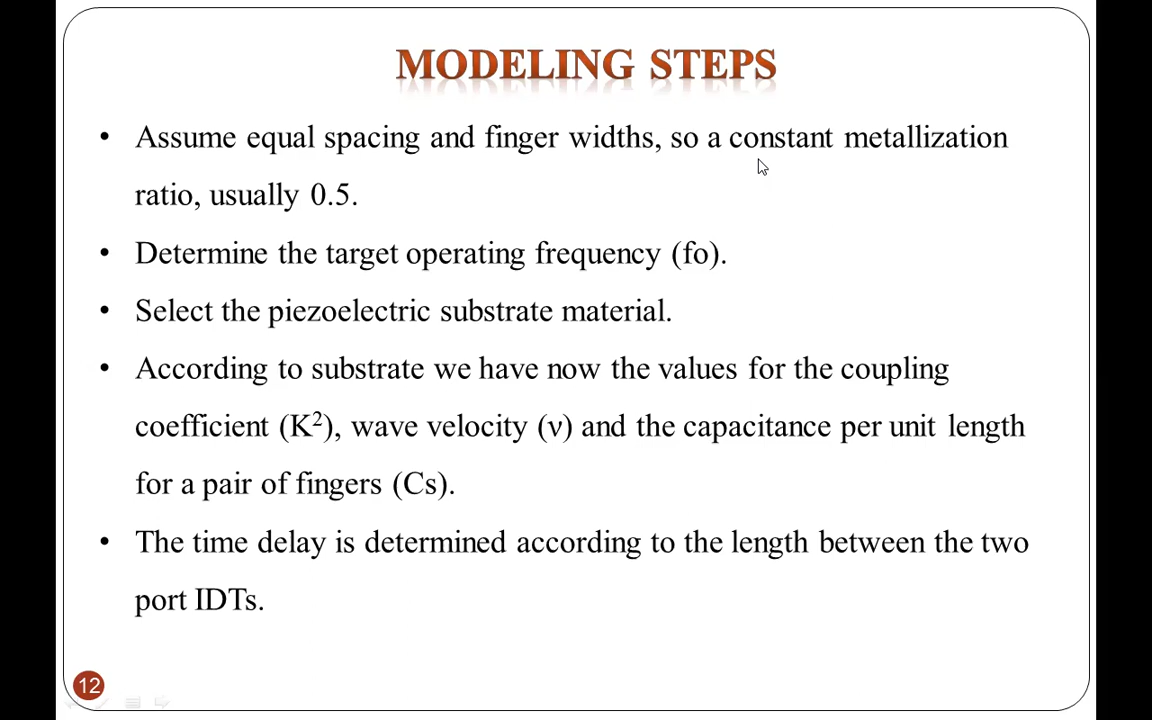 MODELING STEPS
• Assume equal spacing and finger widths, so a constant metallization
ratio, usually 0.5.
• Determine the target operating frequency (fo).
• Select the piezoelectric substrate material.
• According to substrate we have now the values for the coupling
coefficient (K²), wave velocity (ν) and the capacitance per unit length
for a pair of fingers (Cs).
• The time delay is determined according to the length between the two
port IDTs.
12